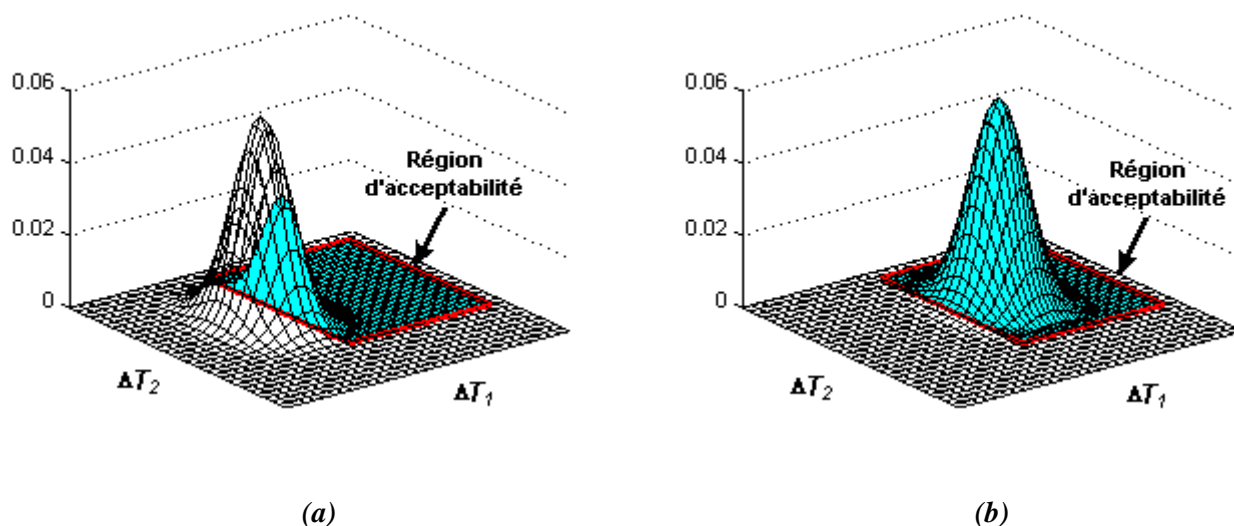 0.06
0.04
0.02
0
Région
d'acceptabilité
ΔT2
ΔT1
(a)
0.06
0.04
0.02
0
Région
d'acceptabilité
ΔT2
ΔT1
(b)